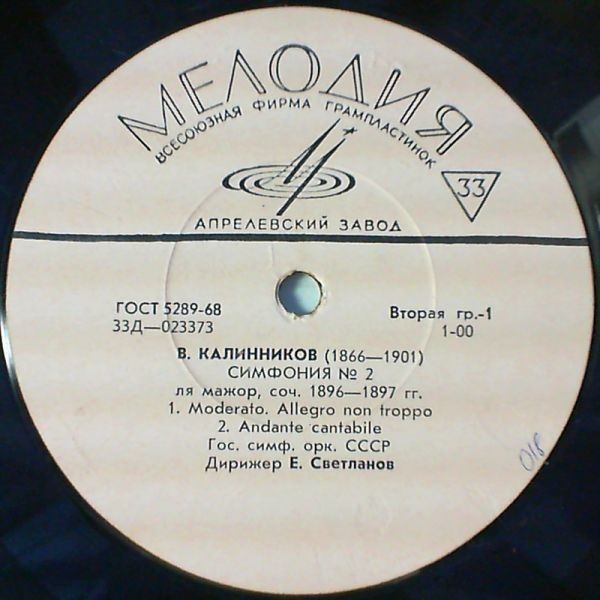 МЕЛОДИЯ
ВСЕСОЮЗНАЯ ФИРМА ГРАМПЛАСТИНОК
33
АПРЕЛЕВСКИЙ ЗАВОД
ГОСТ 5289-68
33Д—023373
Вторая гр.-1
1-00
В. КАЛИННИКОВ (1866—1901)
СИМФОНИЯ № 2
ля мажор, соч. 1896—1897 гг.
1. Moderato. Allegro non troppo
2. Andante cantabile
Гос. симф. орк. СССР
Дирижер Е. Светланов
018